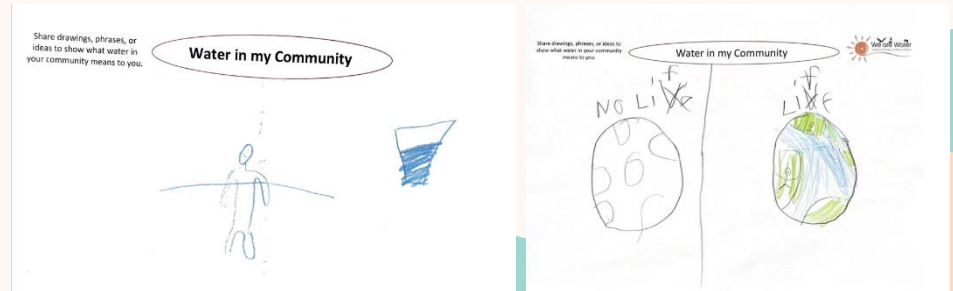 Share drawings, phrases, or
ideas to show what water in
your community means to you.
Water in my Community
Share drawings, phrases, or ideas to
show what water in your community
means to you.
Water in my Community
We are Water
if
NO LIFE
if
LIFE